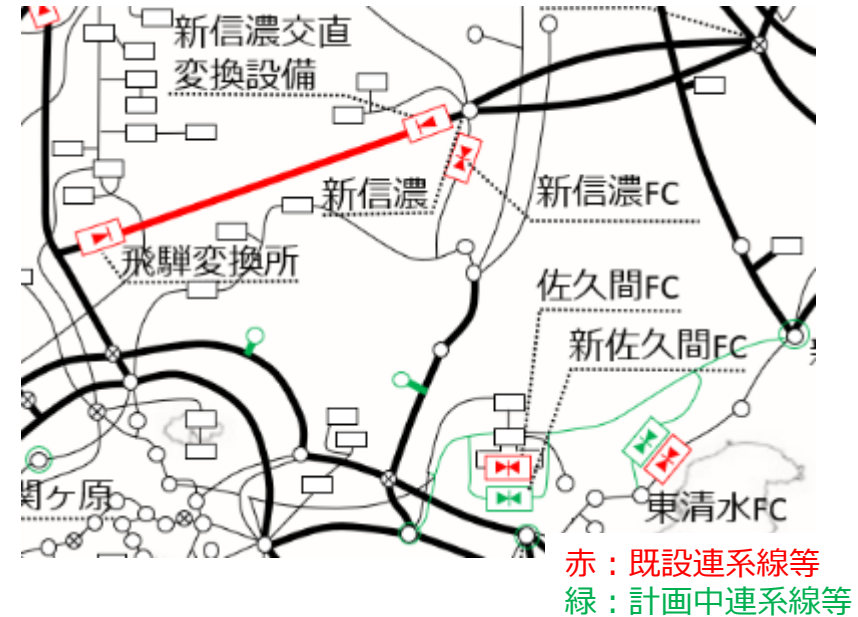 新信濃交直
変換設備
新信濃
新信濃FC
飛騨変換所
佐久間FC
新佐久間FC
関ヶ原
東清水FC
赤：既設連系線等
緑：計画中連系線等